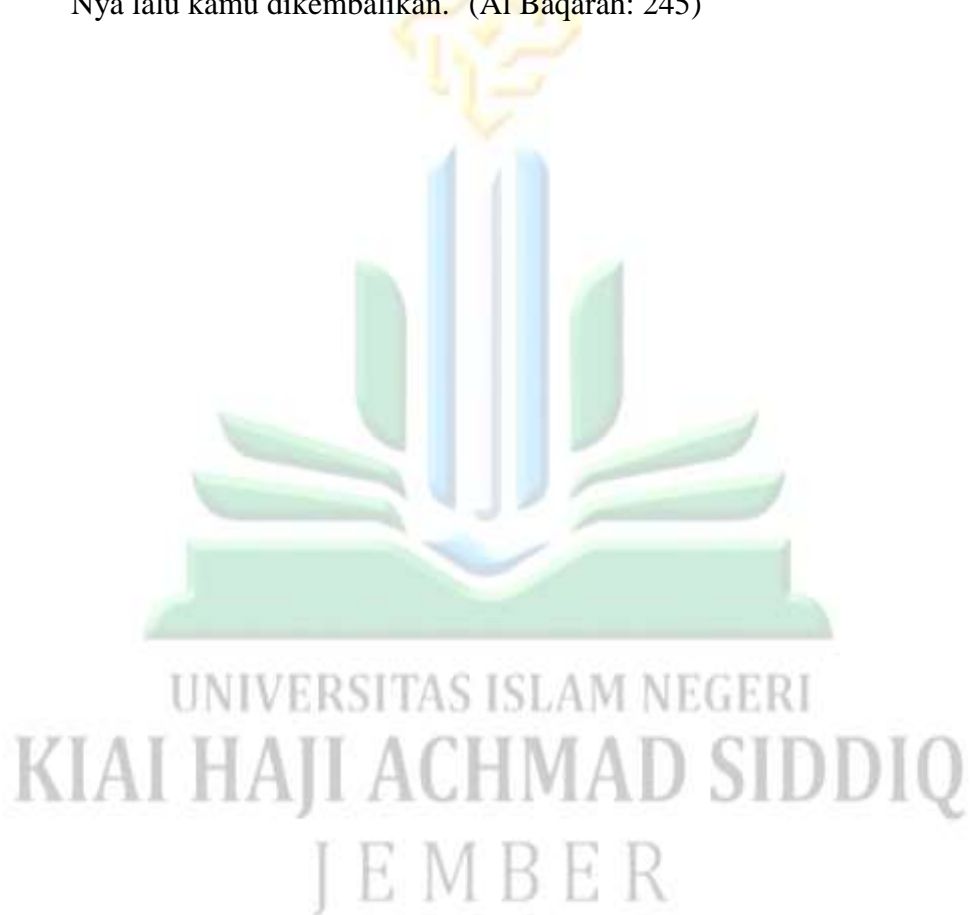 Nya lalu kamu dikembalikan.” (Al Baqarah: 245)
UNIVERSITAS ISLAM NEGERI
KIAI HAJI ACHMAD SIDDIQ
JEMBER